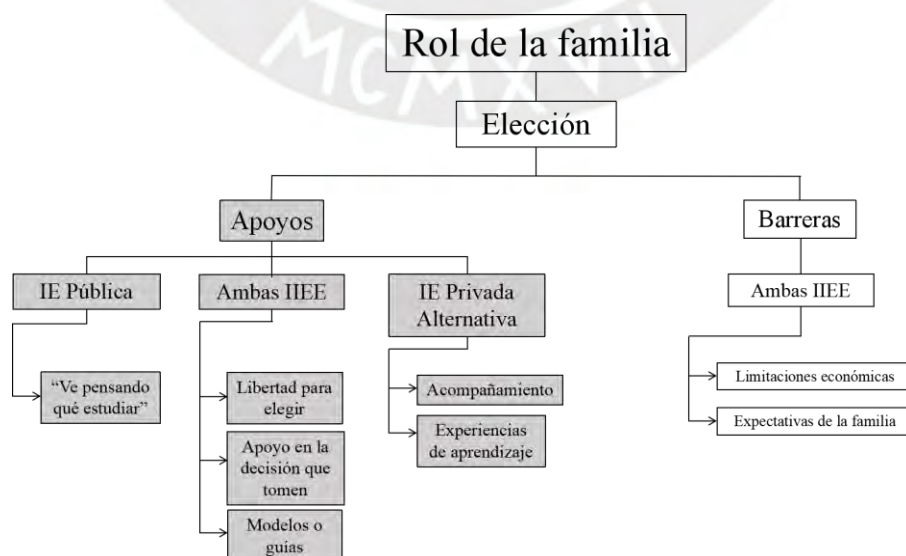 MCMXVII
Rol de la familia
Elección
Apoyos
Barreras
IE Pública
Ambas IIEE
IE Privada
Alternativa
Ambas IIEE
“Ve pensando
qué estudiar”
Libertad para
elegir
Apoyo en la
decisión que
tomen
Modelos o
guías
Acompañamiento
Experiencias
de aprendizaje
Limitaciones económicas
Expectativas de la familia